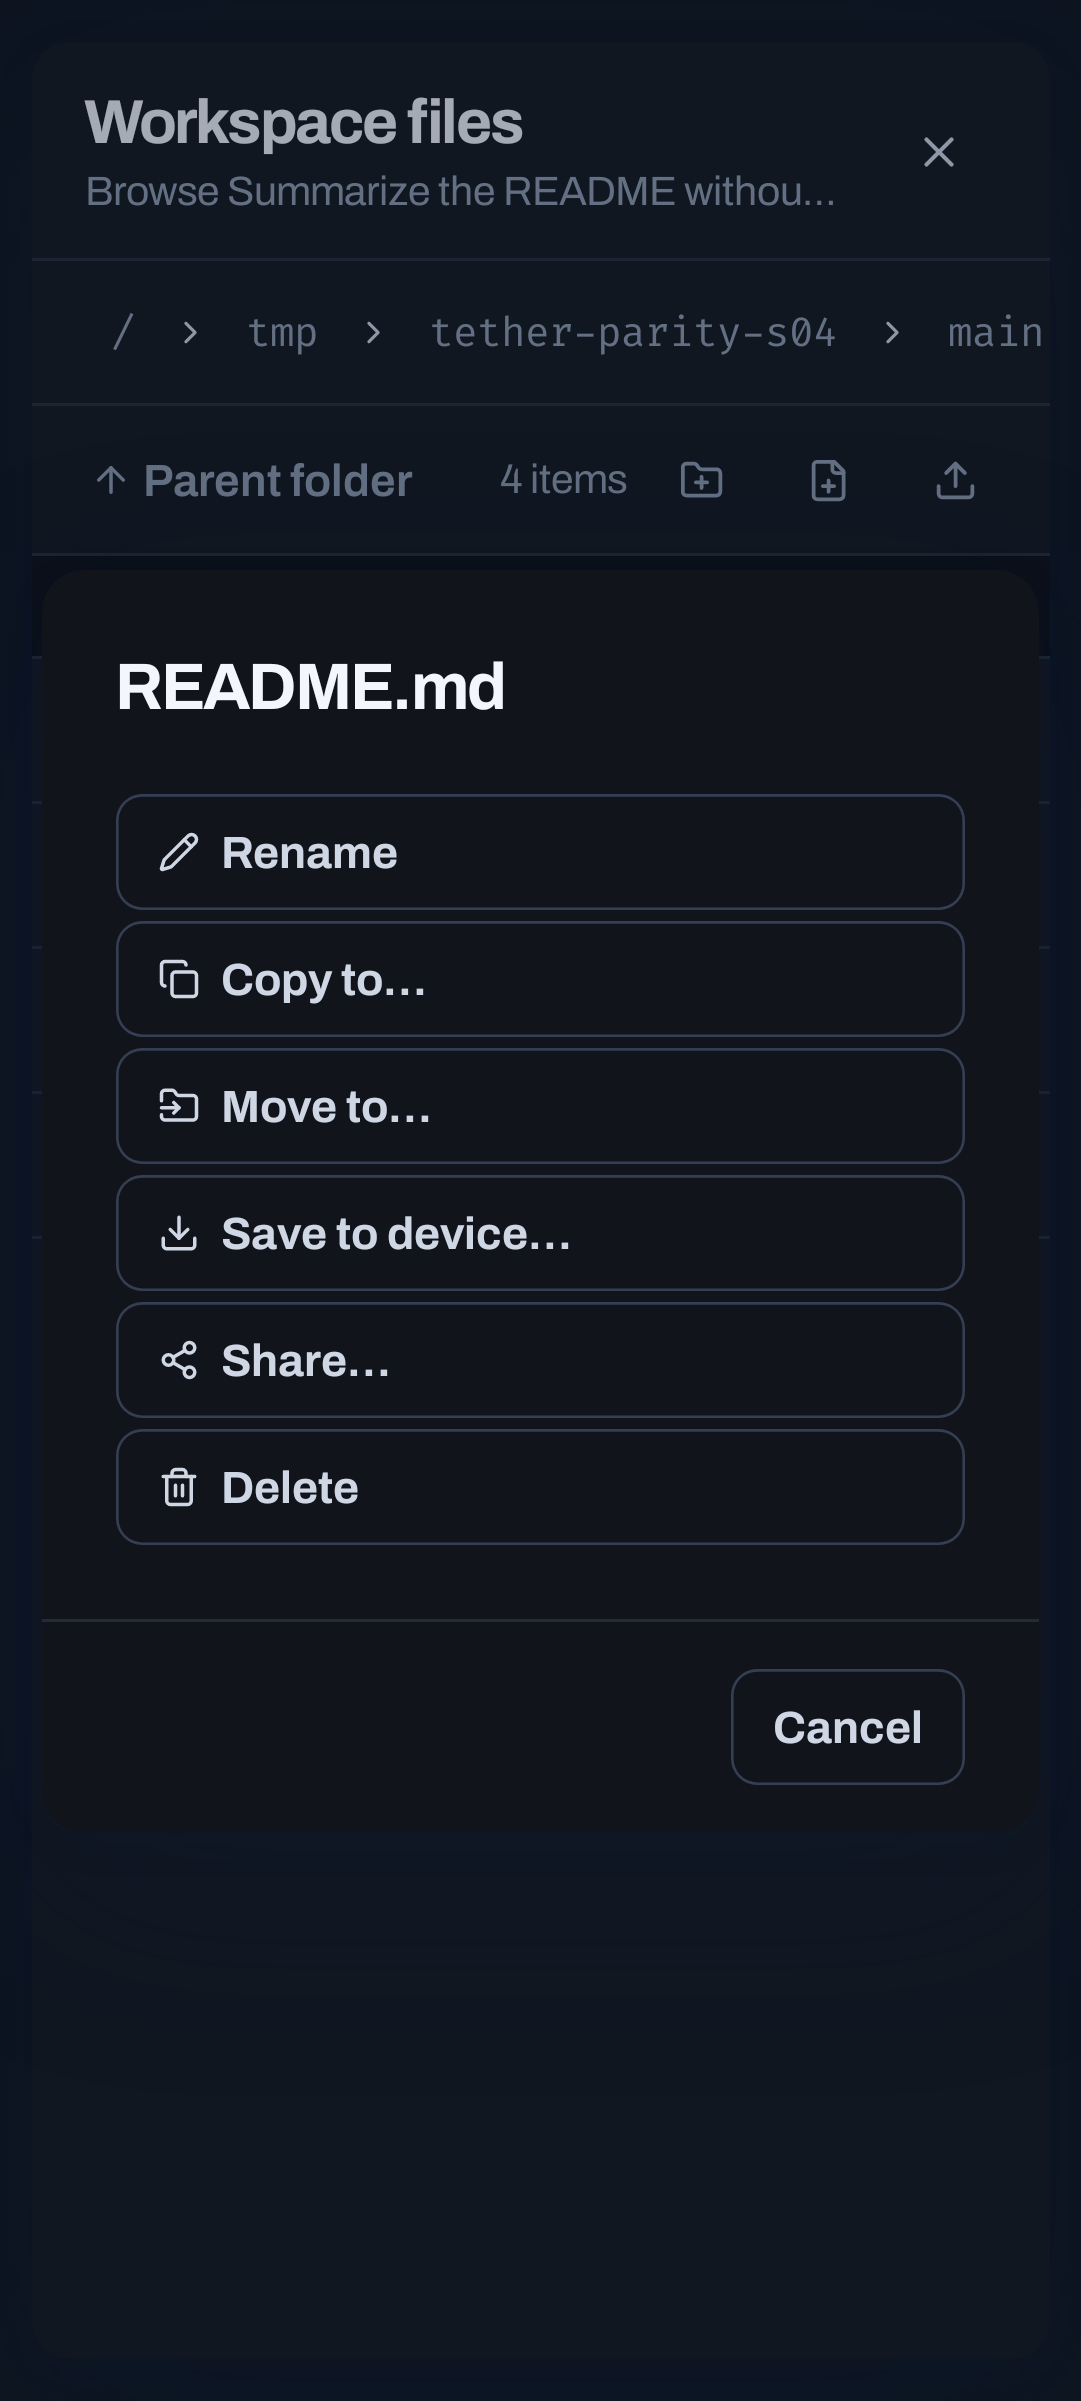 Workspace files
Browse Summarize the README withou...
/ > tmp > tether-parity-s04 > main
Parent folder 4 items
README.md
Rename
Copy to...
Move to...
Save to device...
Share...
Delete
Cancel